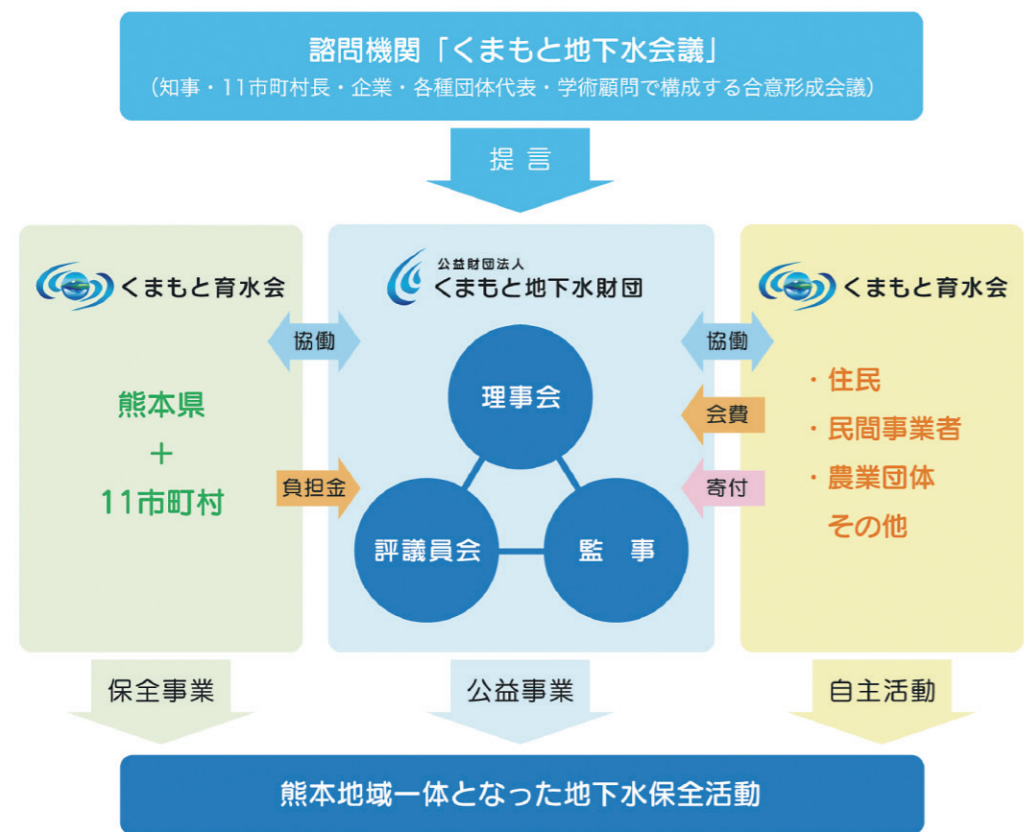 諮問機関「くまもと地下水会議」
（知事・11市町村長・企業・各種団体代表・学術顧問で構成する合意形成会議）
提言
くまもと育水会
熊本県
＋
11市町村
協働
負担金
公益財団法人
くまもと地下水財団
理事会
評議員会
監　事
協働
会費
寄付
くまもと育水会
・住民
・民間事業者
・農業団体
その他
保全事業
公益事業
自主活動
熊本地域一体となった地下水保全活動